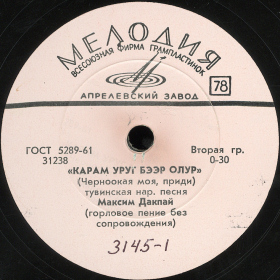 МЕЛОДИЯ
ВСЕСОЮЗНАЯ ФИРМА ГРАМПЛАСТИНОК
АПРЕЛЕВСКИЙ ЗАВОД
78
ГОСТ 5289-61
Вторая гр.
31238
0-30
«КАРАМ УРУГ БЭЭР ОЛУР»
(Черноокая моя, приди)
тувинская нар. песня
Максим Дакпай
(горловое пение без
сопровождения)
3145-1